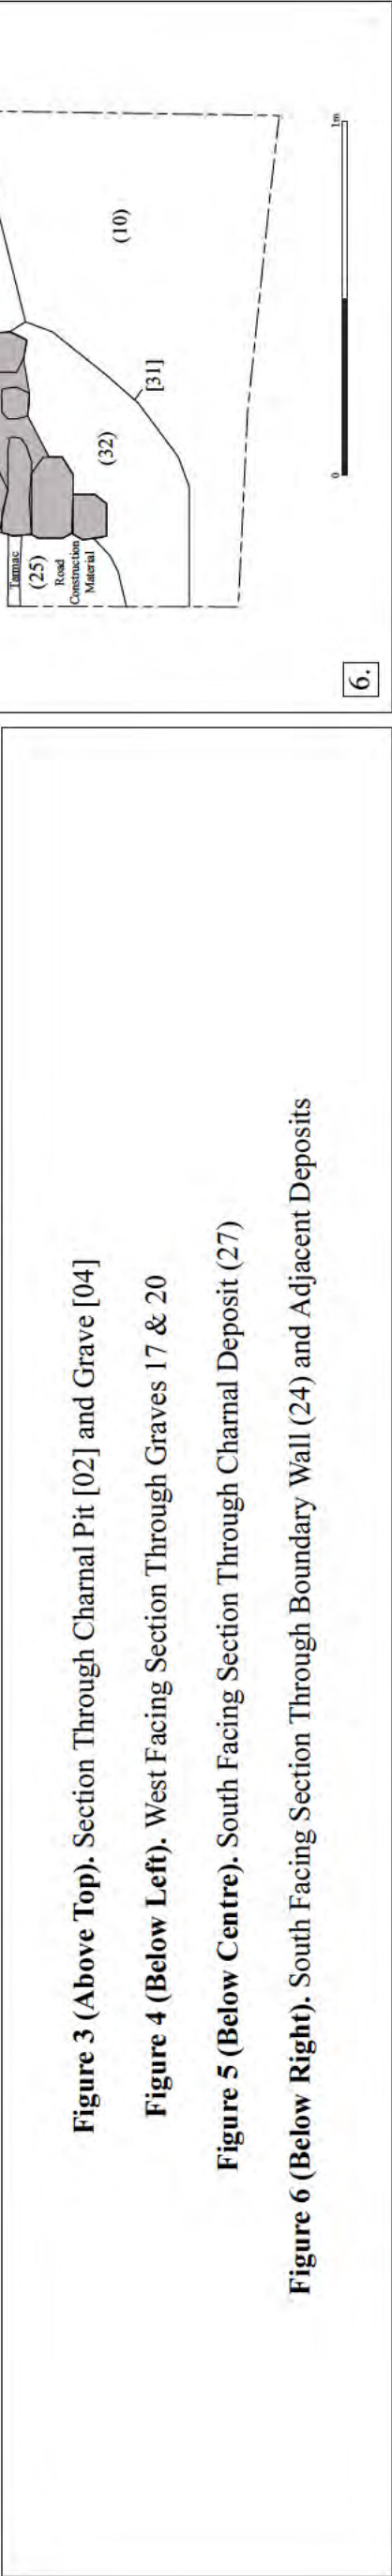 (10)
[31]
(32)
Tarmac
(25)
Road
Construction
Material
0
1m
6.
Figure 3 (Above Top). Section Through Charnal Pit [02] and Grave [04]
Figure 4 (Below Left). West Facing Section Through Graves 17 & 20
Figure 5 (Below Centre). South Facing Section Through Charnal Deposit (27)
Figure 6 (Below Right). South Facing Section Through Boundary Wall (24) and Adjacent Deposits